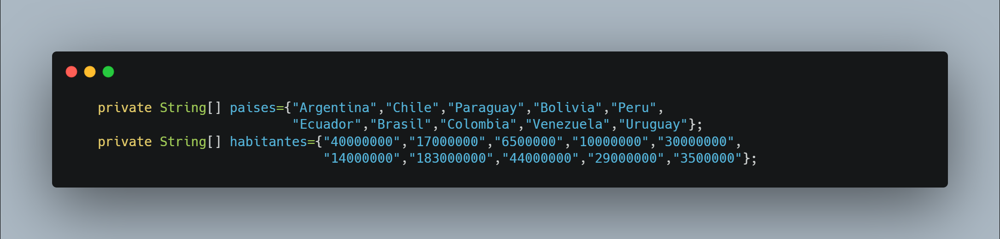 private String[] paises={"Argentina","Chile","Paraguay","Bolivia","Peru",
"Ecuador","Brasil","Colombia","Venezuela","Uruguay"};
private String[] habitantes={"40000000","17000000","6500000","10000000","30000000",
"14000000","183000000","44000000","29000000","3500000"};